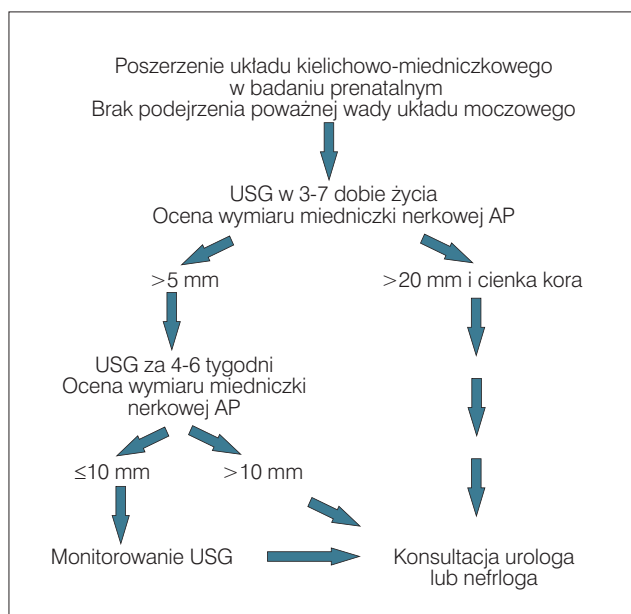 Poszerzenie układu kielichowo-miedniczkowego
w badaniu prenatalnym
Brak podejrzenia poważnej wady układu moczowego
USG w 3-7 dobie życia
Ocena wymiaru miedniczki nerkowej AP
>5 mm
>20 mm i cienka kora
USG za 4-6 tygodni
Ocena wymiaru miedniczki
nerkowej AP
≤10 mm
>10 mm
Monitorowanie USG
Konsultacja urologa
lub nefrloga